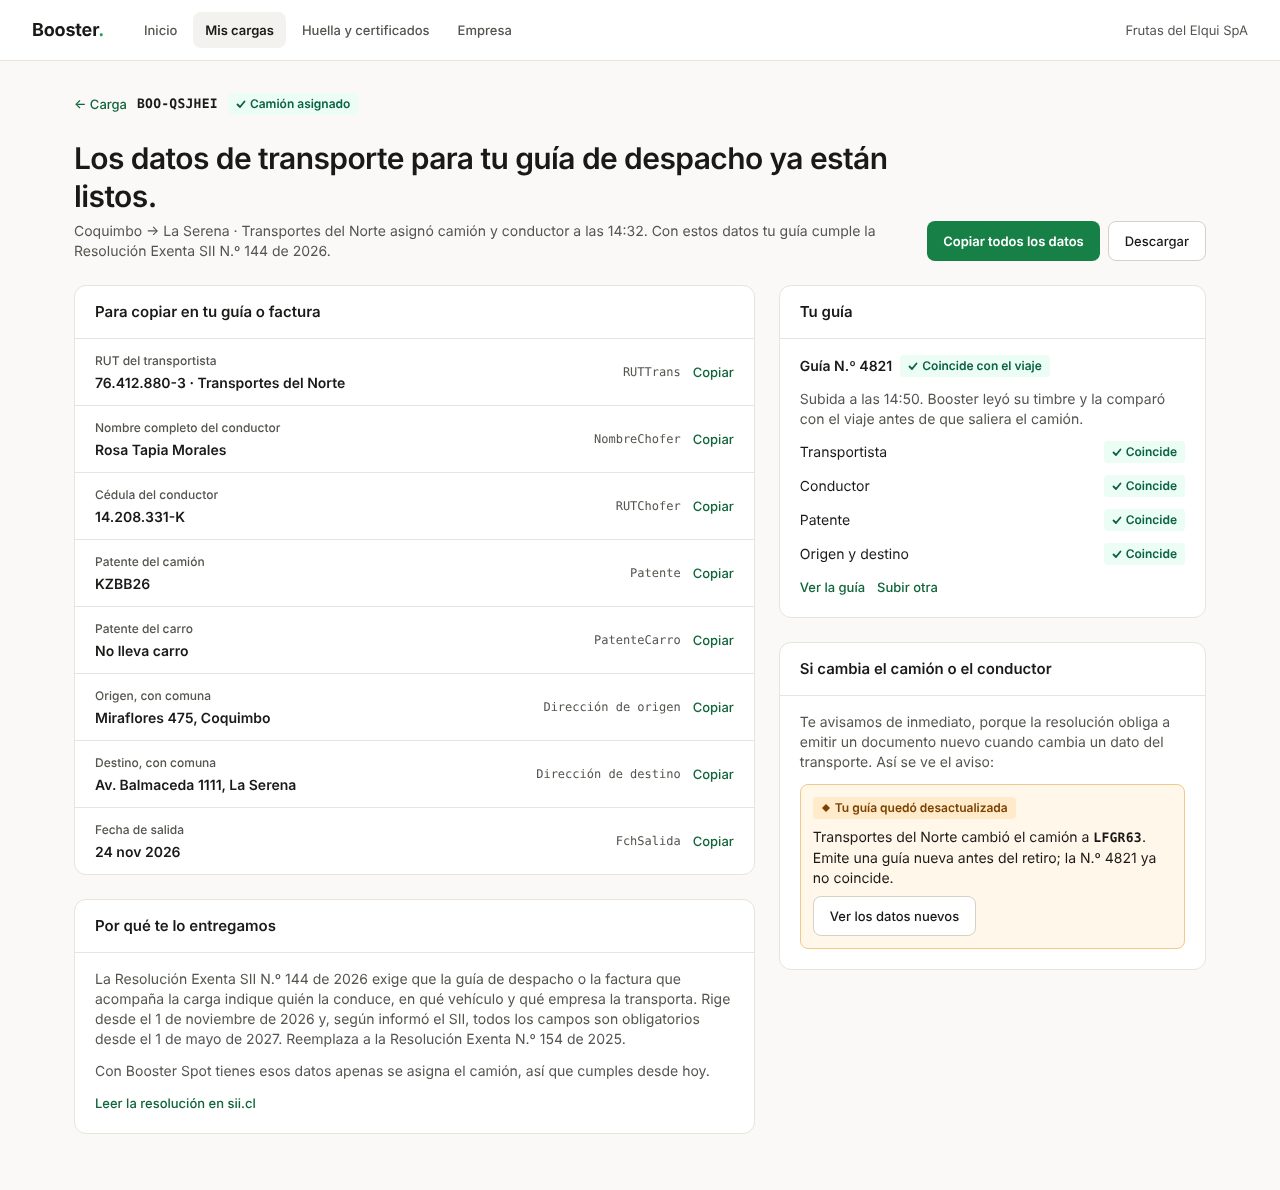 Booster.
Inicio
Mis cargas
Huella y certificados
Empresa
Frutas del Elqui SpA
← Carga BOO-QSJHEI ✓ Camión asignado
Los datos de transporte para tu guía de despacho ya están
listos.
Coquimbo → La Serena · Transportes del Norte asignó camión y conductor a las 14:32. Con estos datos tu guía cumple la
Resolución Exenta SII N.º 144 de 2026.
Copiar todos los datos
Descargar
Para copiar en tu guía o factura
RUT del transportista
76.412.880-3 · Transportes del Norte
RUTTrans Copiar
Nombre completo del conductor
Rosa Tapia Morales
NombreChofer Copiar
Cédula del conductor
14.208.331-K
RUTChofer Copiar
Patente del camión
KZBB26
Patente Copiar
Patente del carro
No lleva carro
PatenteCarro Copiar
Origen, con comuna
Miraflores 475, Coquimbo
Dirección de origen Copiar
Destino, con comuna
Av. Balmaceda 1111, La Serena
Dirección de destino Copiar
Fecha de salida
24 nov 2026
FchSalida Copiar
Por qué te lo entregamos
La Resolución Exenta SII N.º 144 de 2026 exige que la guía de despacho o la factura que
acompaña la carga indique quién la conduce, en qué vehículo y qué empresa la transporta. Rige
desde el 1 de noviembre de 2026 y, según informó el SII, todos los campos son obligatorios
desde el 1 de mayo de 2027. Reemplaza a la Resolución Exenta N.º 154 de 2025.
Con Booster Spot tienes esos datos apenas se asigna el camión, así que cumples desde hoy.
Leer la resolución en sii.cl
Tu guía
Guía N.º 4821 ✓ Coincide con el viaje
Subida a las 14:50. Booster leyó su timbre y la comparó
con el viaje antes de que saliera el camión.
Transportista ✓ Coincide
Conductor ✓ Coincide
Patente ✓ Coincide
Origen y destino ✓ Coincide
Ver la guía Subir otra
Si cambia el camión o el conductor
Te avisamos de inmediato, porque la resolución obliga a
emitir un documento nuevo cuando cambia un dato del
transporte. Así se ve el aviso:
◆ Tu guía quedó desactualizada
Transportes del Norte cambió el camión a LFGR63.
Emite una guía nueva antes del retiro; la N.º 4821 ya
no coincide.
Ver los datos nuevos